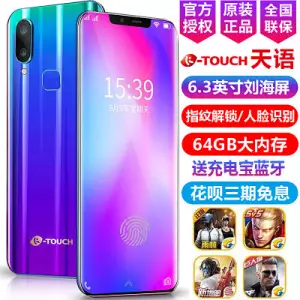 官方授权
原装正品
全国联保
K-TOUCH 天语
6.3英寸刘海屏
指纹解锁/人脸识别
64GB大内存
送充电宝蓝牙
花呗三期免息
15:39
K-TOUCH
5V5